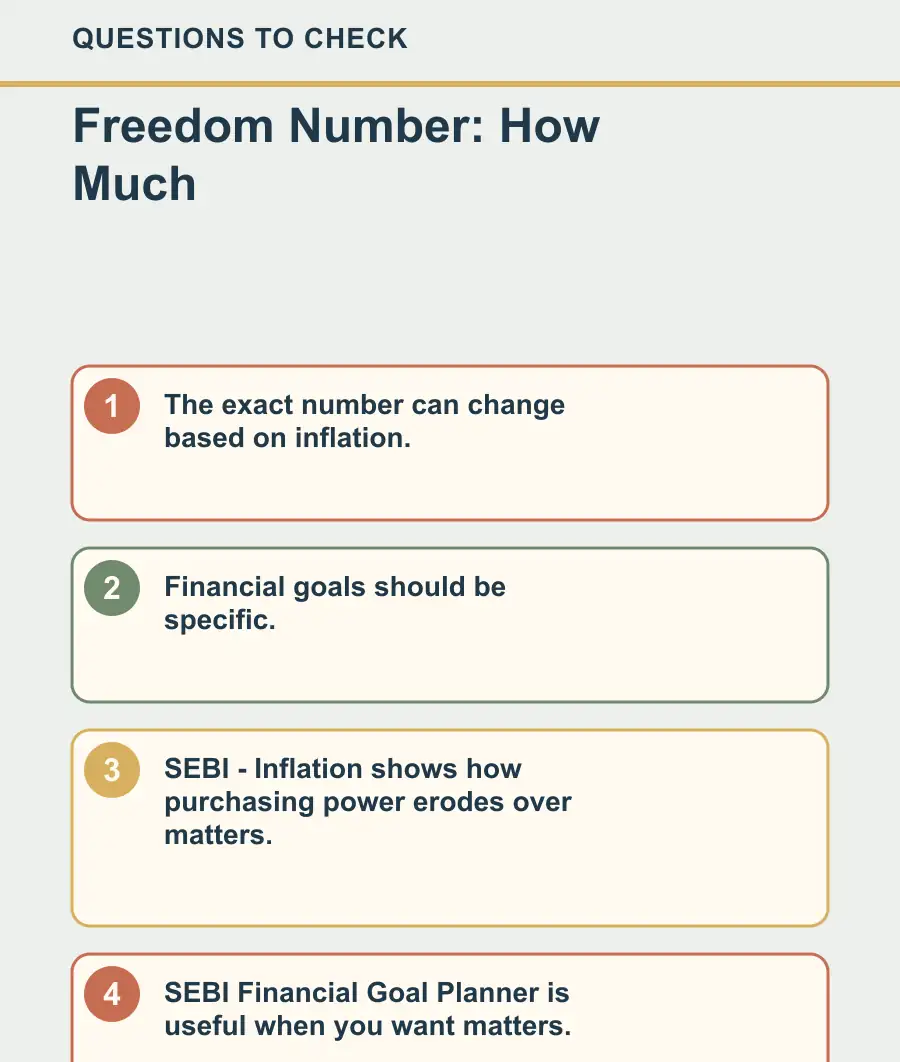 QUESTIONS TO CHECK
Freedom Number: How
Much
1
The exact number can change
based on inflation.
2
Financial goals should be
specific.
3
SEBI - Inflation shows how
purchasing power erodes over
matters.
4
SEBI Financial Goal Planner is
useful when you want matters.